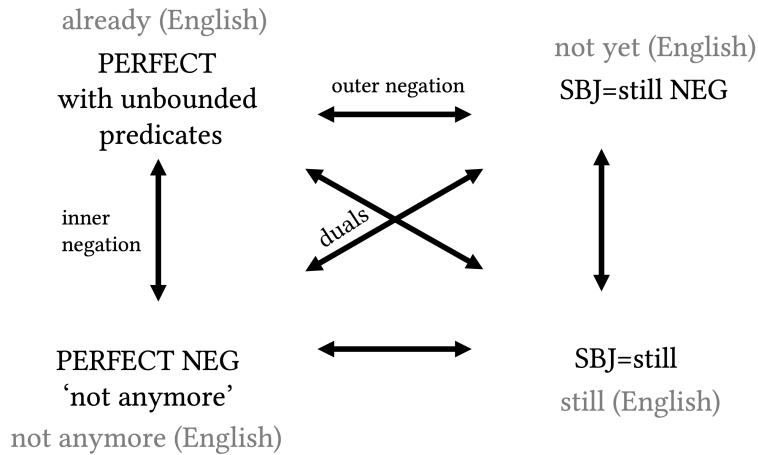 already (English)
PERFECT
with unbounded
predicates
outer negation
not yet (English)
SBJ=still NEG
inner
negation
duals
PERFECT NEG
‘not anymore’
not anymore (English)
SBJ=still
still (English)